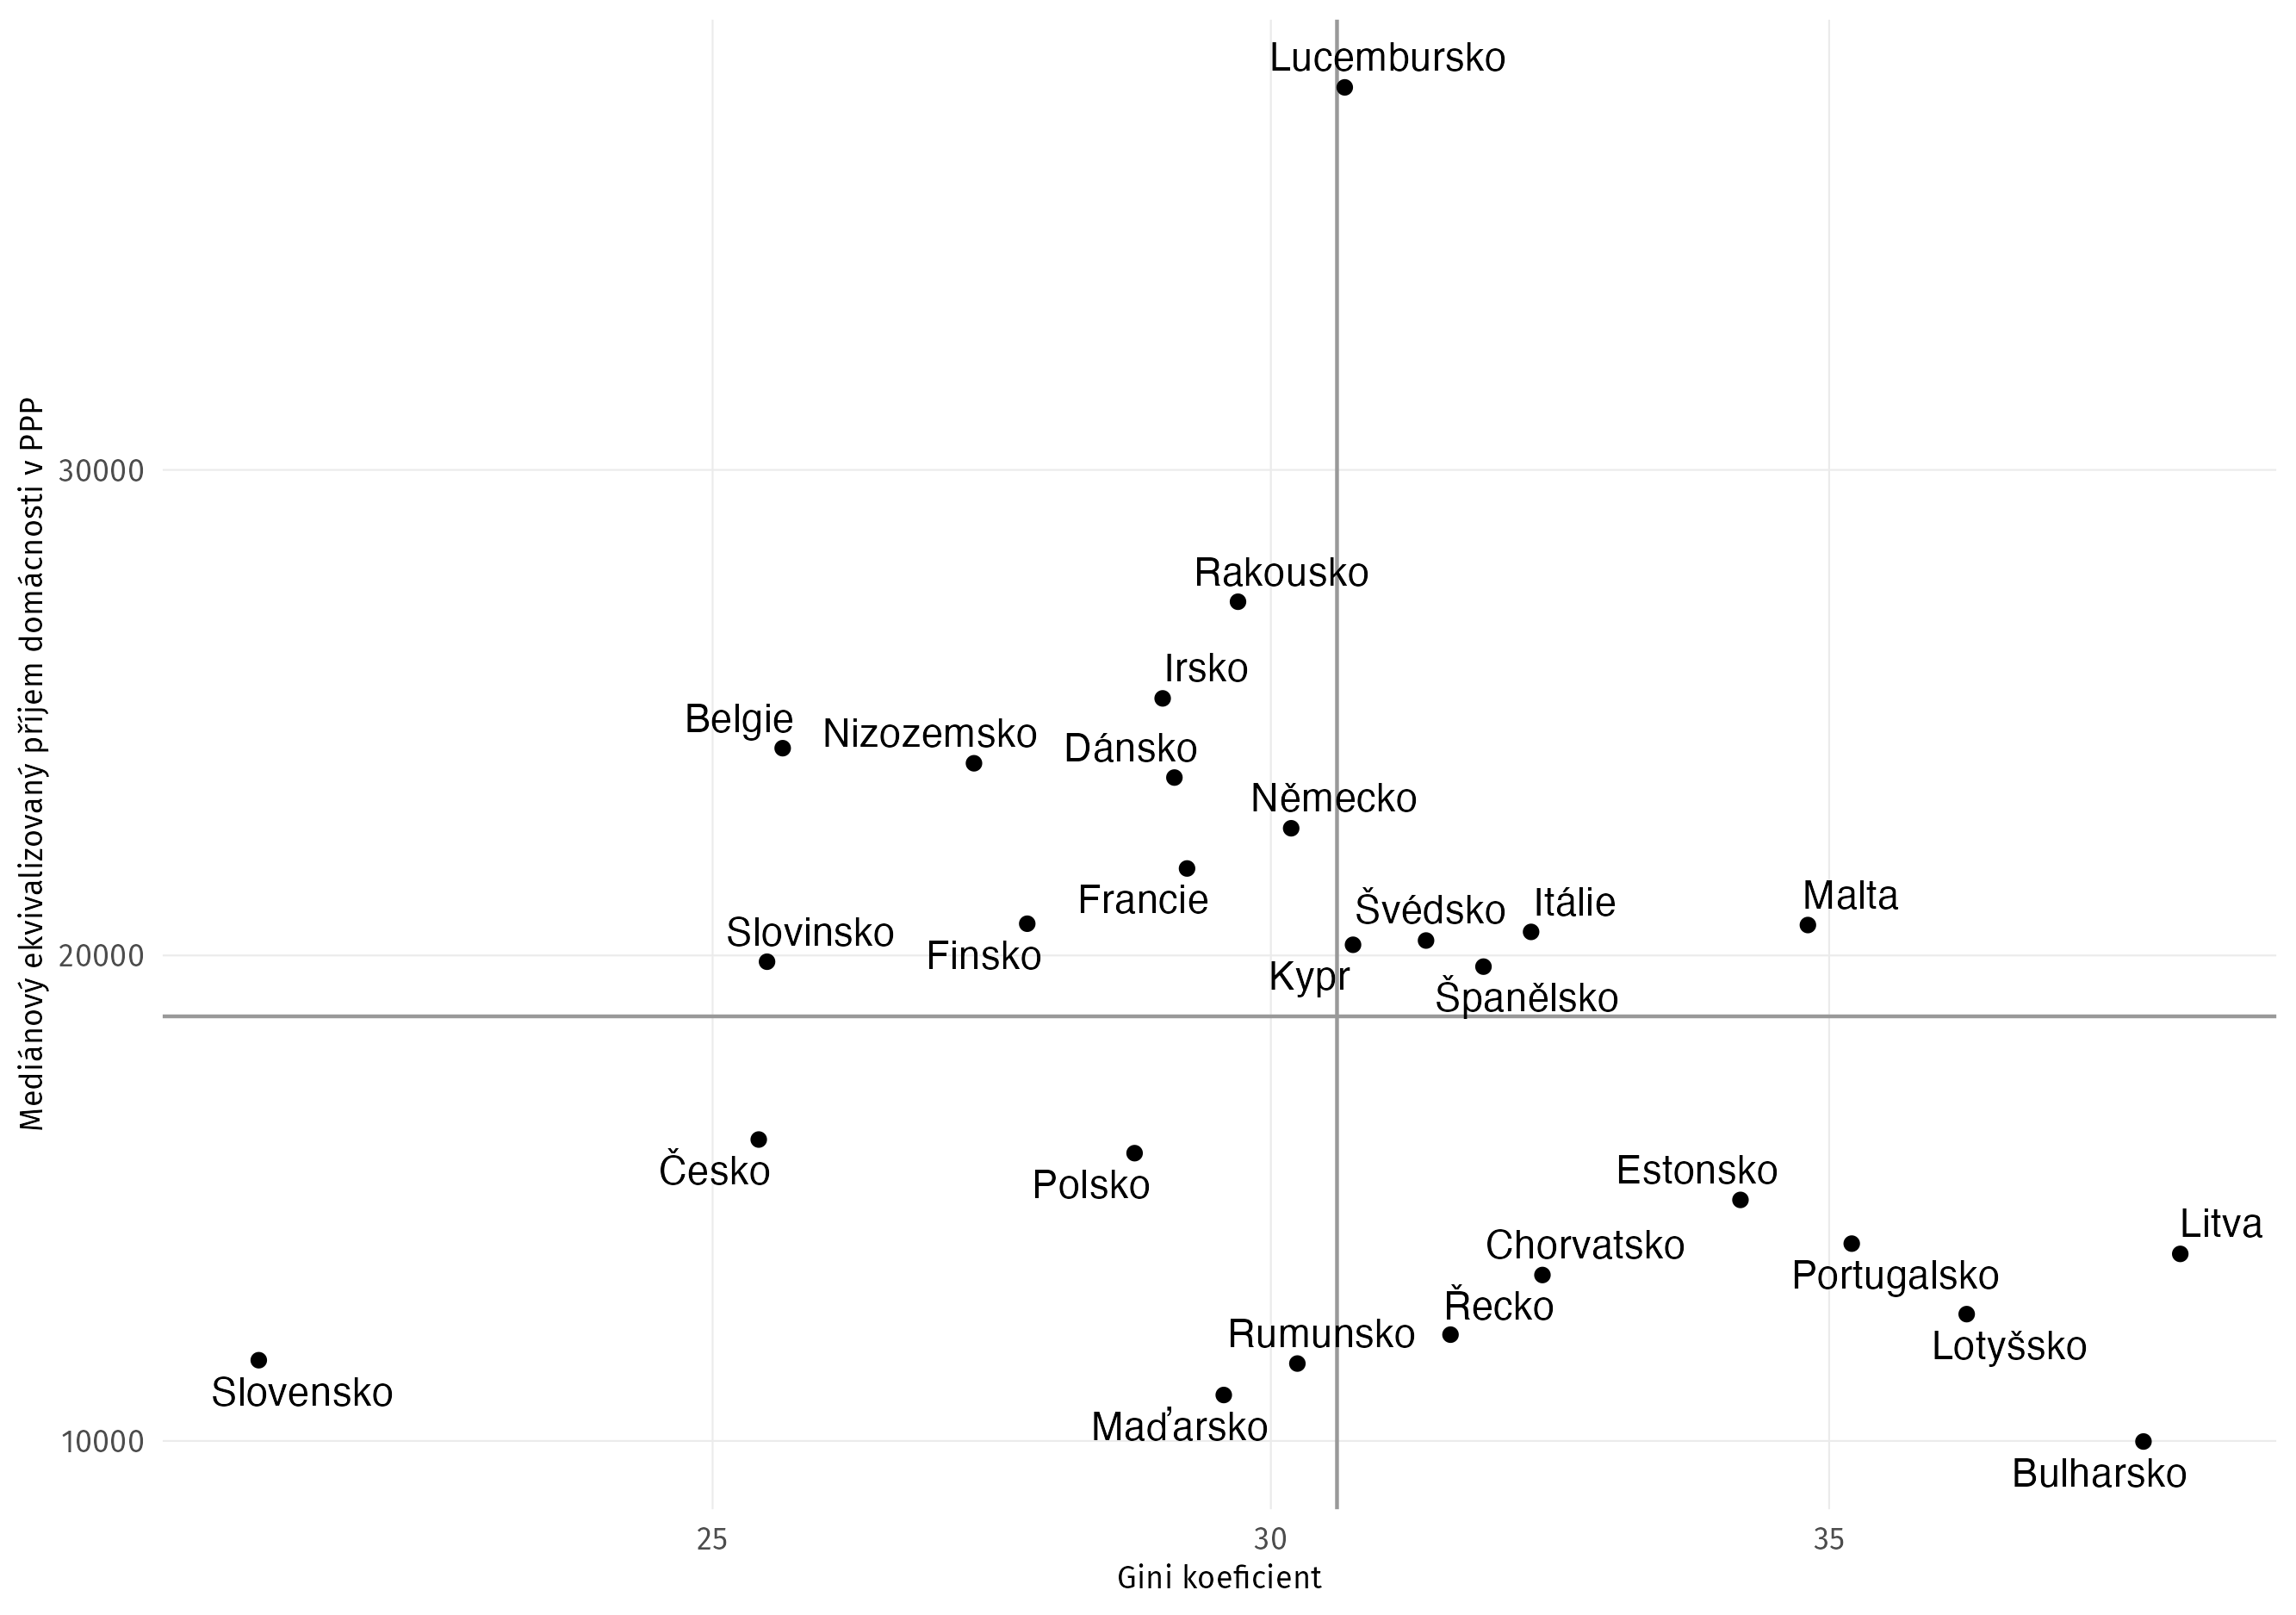 Lucembursko
30000
Rakousko
Irsko
Belgie
Nizozemsko
Dánsko
Německo
Francie
Malta
Itálie
Švédsko
Slovinsko
Finsko
20000
Kypr
Španělsko
Česko
Polsko
Estonsko
Litva
Chorvatsko
Portugalsko
Řecko
Rumunsko
Lotyšsko
Slovensko
Maďarsko
10000
Bulharsko
25
30
35
Gini koeficient
Mediánový ekvivalizovaný příjem domácnosti v PPP